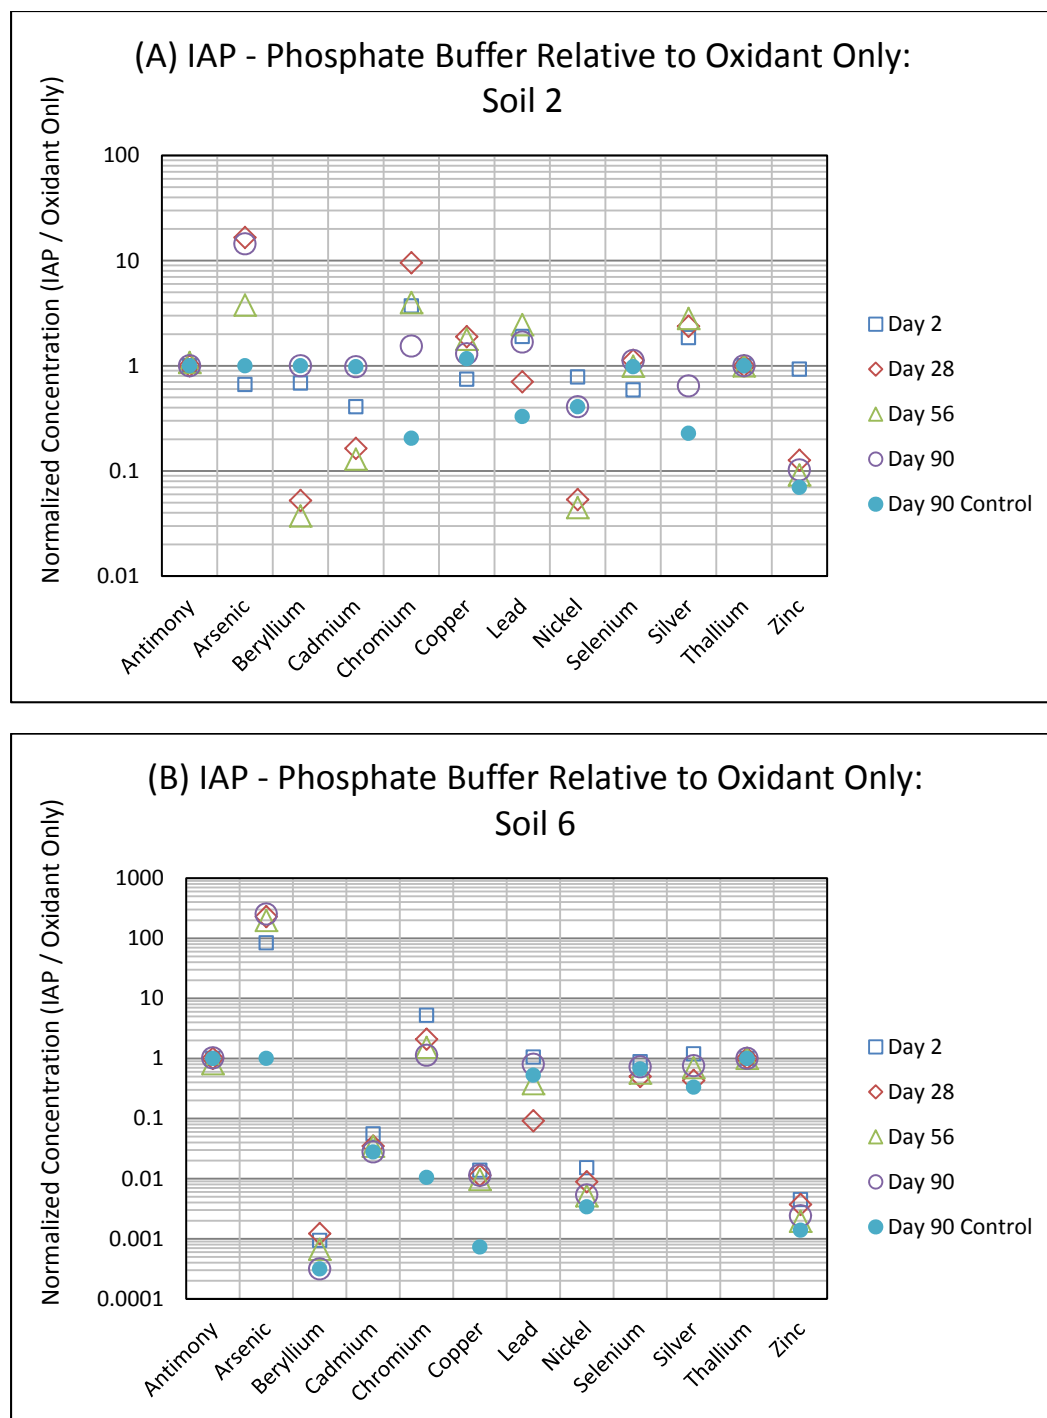 (A) IAP - Phosphate Buffer Relative to Oxidant Only:
Soil 2
Normalized Concentration (IAP / Oxidant Only)
100
10
1
0.1
0.01
Antimony
Arsenic
Beryllium
Cadmium
Chromium
Copper
Lead
Nickel
Selenium
Silver
Thallium
Zinc
Day 2
Day 28
Day 56
Day 90
Day 90 Control
(B) IAP - Phosphate Buffer Relative to Oxidant Only:
Soil 6
Normalized Concentration (IAP / Oxidant Only)
1000
100
10
1
0.1
0.01
0.001
0.0001
Antimony
Arsenic
Beryllium
Cadmium
Chromium
Copper
Lead
Nickel
Selenium
Silver
Thallium
Zinc
Day 2
Day 28
Day 56
Day 90
Day 90 Control